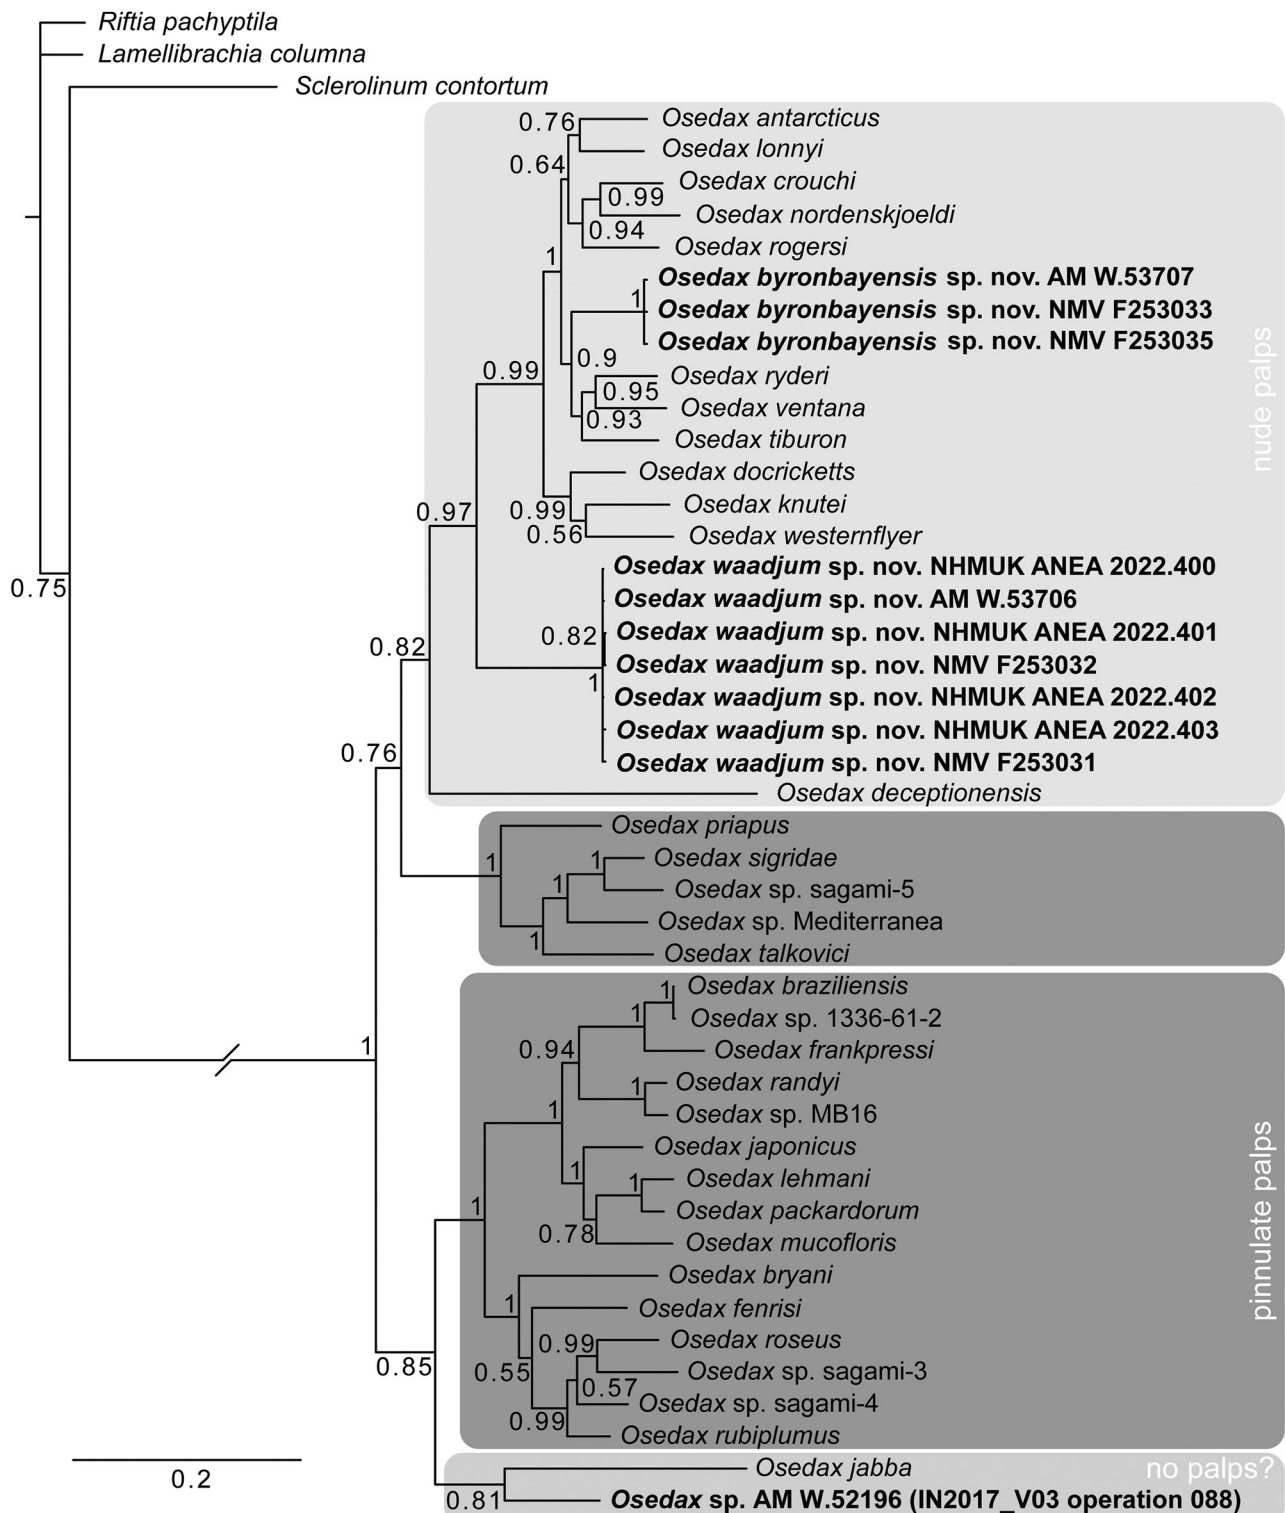 Riftia pachyptila
Lamellibrachia columna
Sclerolinum contortum
0.76 Osedax antarcticus
Osedax lonnyi
0.64
Osedax crouchi
0.99
Osedax nordenskjoeldi
0.94
Osedax rogersi
1
Osedax byronbayensis sp. nov. AM W.53707
1 Osedax byronbayensis sp. nov. NMV F253033
Osedax byronbayensis sp. nov. NMV F253035
nude palps
0.9
0.99 Osedax ryderi
0.95
Osedax ventana
0.93
Osedax tiburon
Osedax docricketts
Osedax knutei
0.97 0.99
0.56 Osedax westernflyer
Osedax waadjum sp. nov. NHMUK ANEA 2022.400
0.75
Osedax waadjum sp. nov. AM W.53706
0.82 Osedax waadjum sp. nov. NHMUK ANEA 2022.401
0.82
Osedax waadjum sp. nov. NMV F253032
1
Osedax waadjum sp. nov. NHMUK ANEA 2022.402
Osedax waadjum sp. nov. NHMUK ANEA 2022.403
0.76
Osedax waadjum sp. nov. NMV F253031
Osedax deceptionensis
Osedax priapus
1 1 Osedax sigridae
1 Osedax sp. sagami-5
Osedax sp. Mediterranea
1
Osedax talkovici
1 Osedax braziliensis
1 Osedax sp. 1336-61-2
1 0.94 Osedax frankpressi
1 Osedax randyi
1 Osedax sp. MB16
Osedax japonicus
1
1 Osedax lehmani
1 Osedax packardorum
0.78 Osedax mucofloris
pinnulate palps
Osedax bryani
1 Osedax fenrisi
0.99 Osedax roseus
0.85 0.55 Osedax sp. sagami-3
0.57
Osedax sp. sagami-4
0.99
Osedax rubiplumus
0.2
Osedax jabba no palps?
0.81 Osedax sp. AM W.52196 (IN2017_V03 operation 088)